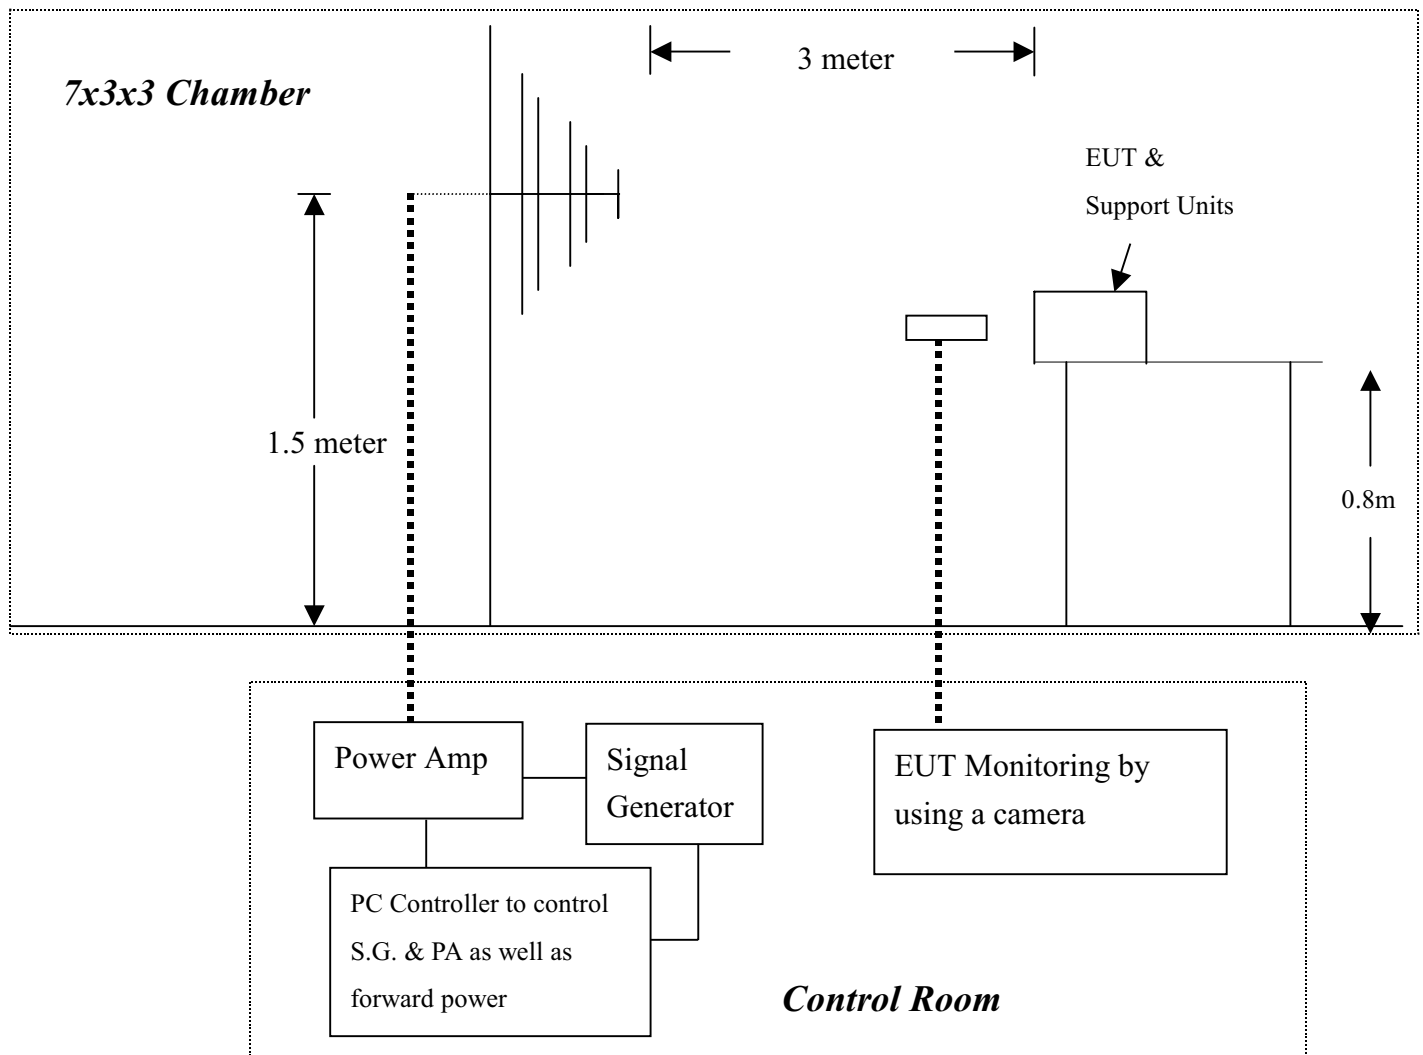 3 meter
7x3x3 Chamber
EUT &
Support Units
1.5 meter
0.8m
Power Amp
Signal
Generator
EUT Monitoring by
using a camera
PC Controller to control
S.G. & PA as well as
forward power
Control Room